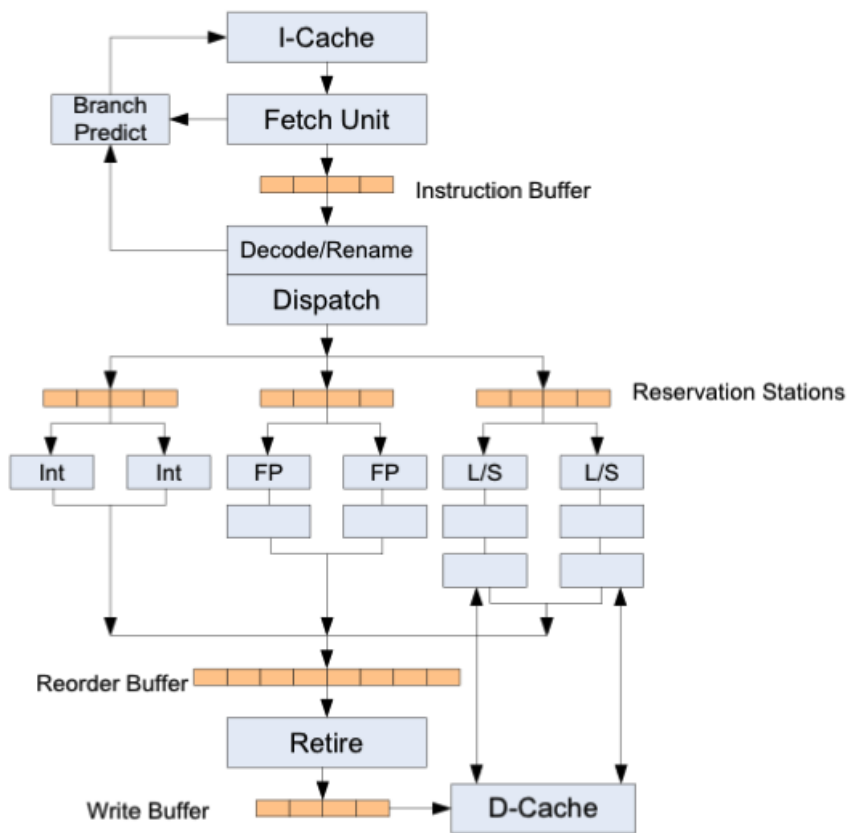 I-Cache
Branch
Predict
Fetch Unit
Instruction Buffer
Decode/Rename
Dispatch
Reservation Stations
Int
Int
FP
FP
L/S
L/S
Reorder Buffer
Retire
Write Buffer
D-Cache